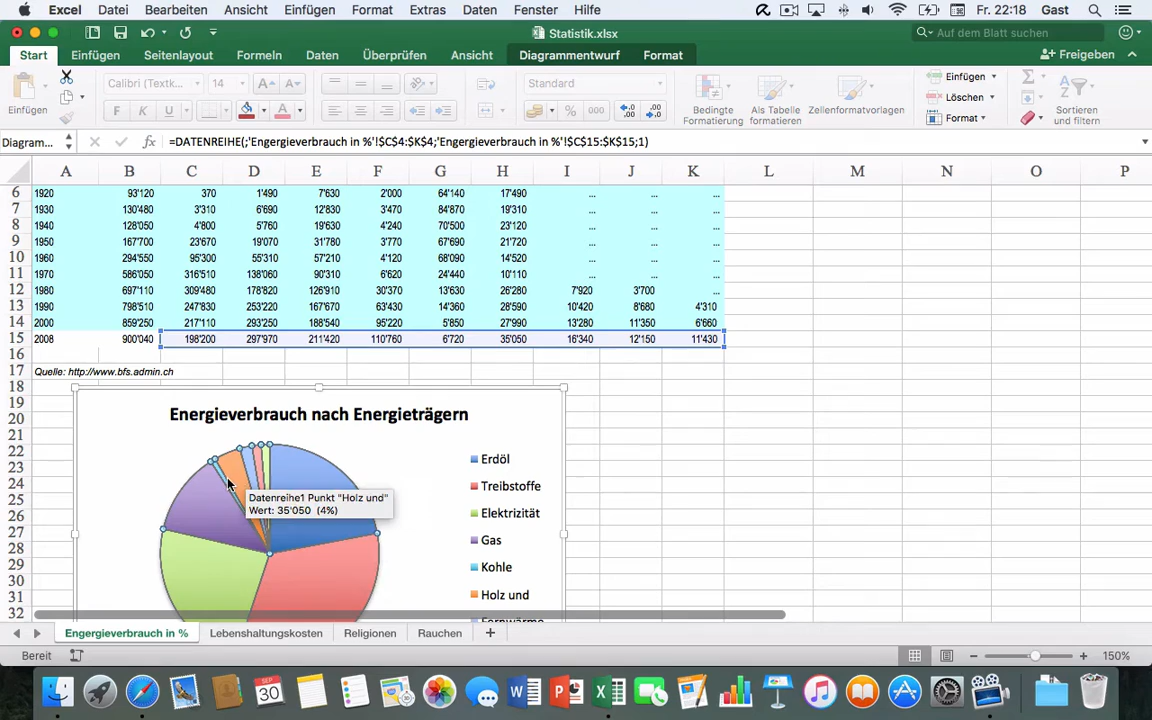 Excel Datei Bearbeiten Ansicht Einfügen Format Extras Daten Fenster Hilfe Fr. 22:18 Gast
Statistik.xlsx Auf dem Blatt suchen
Start Einfügen Seitenlayout Formeln Daten Überprüfen Ansicht Diagrammentwurf Format Freigeben
Einfügen Calibri (Textk... 14 A A Standard Bedingte Formatierung Als Tabelle formatieren Zellenformatvorlagen Einfügen Löschen Format Sortieren und filtern
F K U A % 000
Diagram... fx =DATENREIHE(;'Engergieverbrauch in %'!$C$4:$K$4;'Engergieverbrauch in %'!$C$15:$K$15;1)
A B C D E F G H I J K L M N O P
6 1920 93'120 370 1'490 7'630 2'000 64'140 17'490 ... ... ...
7 1930 130'480 3'310 6'690 12'830 3'470 84'870 19'310 ... ... ...
8 1940 128'050 4'800 5'760 19'630 4'240 70'500 23'120 ... ... ...
9 1950 167'700 23'670 19'070 31'780 3'770 67'690 21'720 ... ... ...
10 1960 294'550 95'300 55'310 57'210 4'120 68'090 14'520 ... ... ...
11 1970 586'050 316'510 138'060 90'310 6'620 24'440 10'110 ... ... ...
12 1980 697'110 309'480 178'820 126'910 30'370 13'630 26'280 7'920 3'700 ...
13 1990 798'510 247'830 253'220 167'670 63'430 14'360 28'590 10'420 8'680 4'310
14 2000 859'250 217'110 293'250 188'540 95'220 5'850 27'990 13'280 11'350 6'660
15 2008 900'040 198'200 297'970 211'420 110'760 6'720 35'050 16'340 12'150 11'430
16
17 Quelle: http://www.bfs.admin.ch
18
19
20 Energieverbrauch nach Energieträgern
21
22
23 Erdöl
24 Treibstoffe
25 Datenreihe1 Punkt "Holz und"
Wert: 35'050 (4%)
26 Elektrizität
27
28 Gas
29
30 Kohle
31 Holz und
32 Fernwärme
Engergieverbrauch in % Lebenshaltungskosten Religionen Rauchen +
Bereit 150%
SEP
30